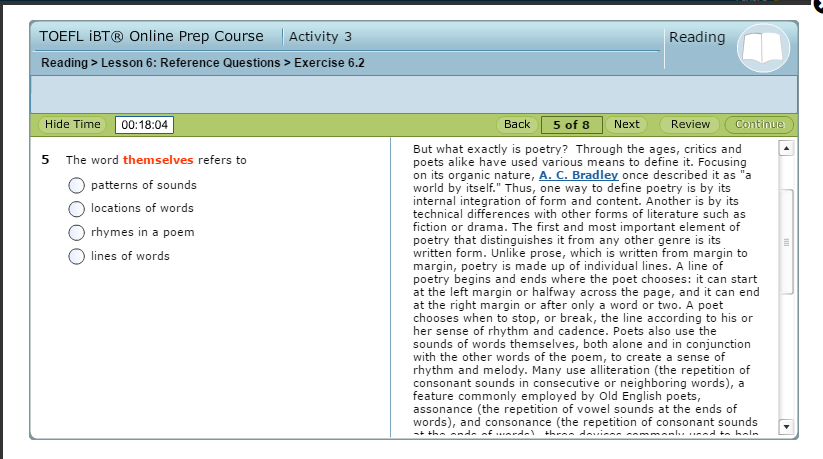 TOEFL iBT® Online Prep Course Activity 3 Reading
Reading > Lesson 6: Reference Questions > Exercise 6.2
Hide Time 00:18:04 Back 5 of 8 Next Review Continue
5 The word themselves refers to
patterns of sounds
locations of words
rhymes in a poem
lines of words
But what exactly is poetry? Through the ages, critics and
poets alike have used various means to define it. Focusing
on its organic nature, A. C. Bradley once described it as "a
world by itself." Thus, one way to define poetry is by its
internal integration of form and content. Another is by its
technical differences with other forms of literature such as
fiction or drama. The first and most important element of
poetry that distinguishes it from any other genre is its
written form. Unlike prose, which is written from margin to
margin, poetry is made up of individual lines. A line of
poetry begins and ends where the poet chooses: it can start
at the left margin or halfway across the page, and it can end
at the right margin or after only a word or two. A poet
chooses when to stop, or break, the line according to his or
her sense of rhythm and cadence. Poets also use the
sounds of words themselves, both alone and in conjunction
with the other words of the poem, to create a sense of
rhythm and melody. Many use alliteration (the repetition of
consonant sounds in consecutive or neighboring words), a
feature commonly employed by Old English poets,
assonance (the repetition of vowel sounds at the ends of
words), and consonance (the repetition of consonant sounds
at the ends of words), three devices commonly used to help